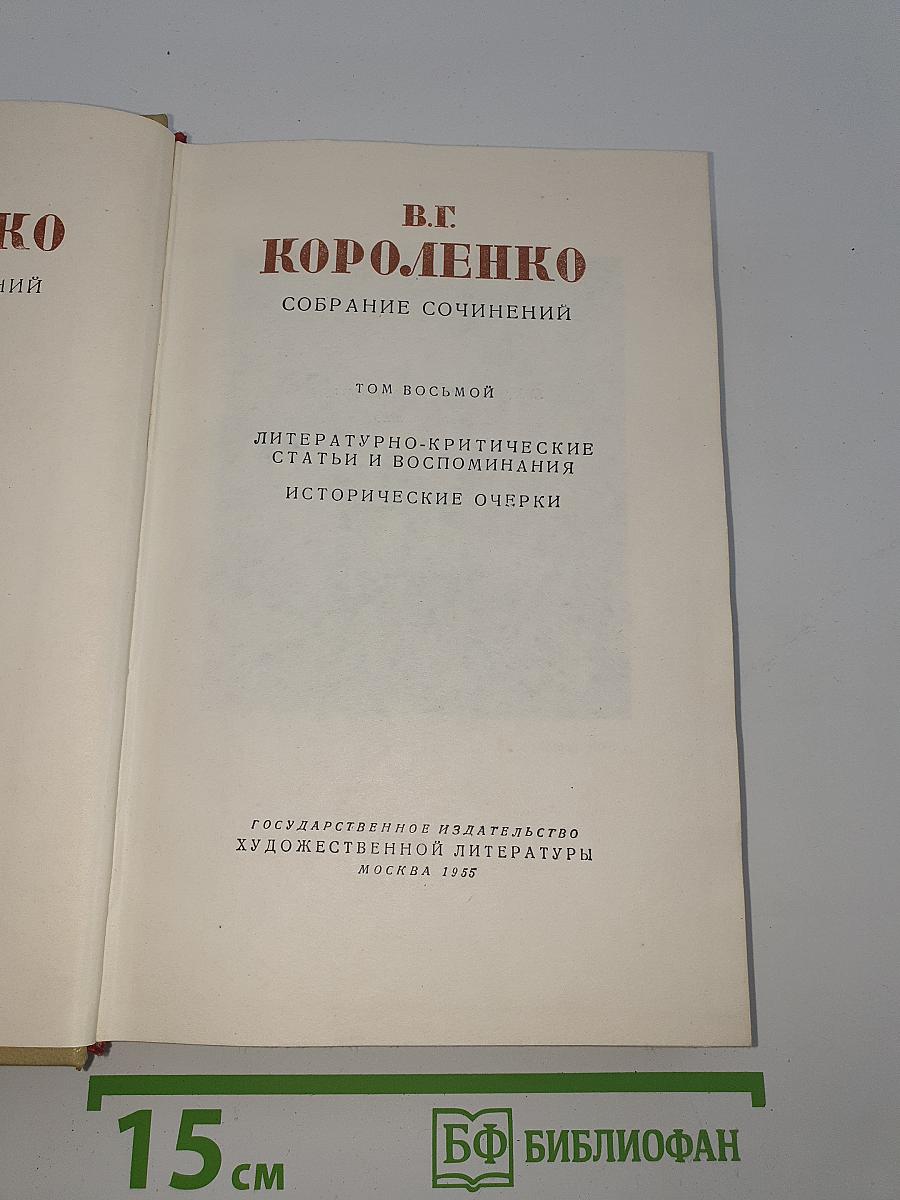 КО
НИЙ
В.Г.
КОРОЛЕНКО
СОБРАНИЕ СОЧИНЕНИЙ
ТОМ ВОСЬМОЙ
ЛИТЕРАТУРНО-КРИТИЧЕСКИЕ
СТАТЬИ И ВОСПОМИНАНИЯ
ИСТОРИЧЕСКИЕ ОЧЕРКИ
ГОСУДАРСТВЕННОЕ ИЗДАТЕЛЬСТВО
ХУДОЖЕСТВЕННОЙ ЛИТЕРАТУРЫ
МОСКВА 1955
15 см
БФ БИБЛИОФАН